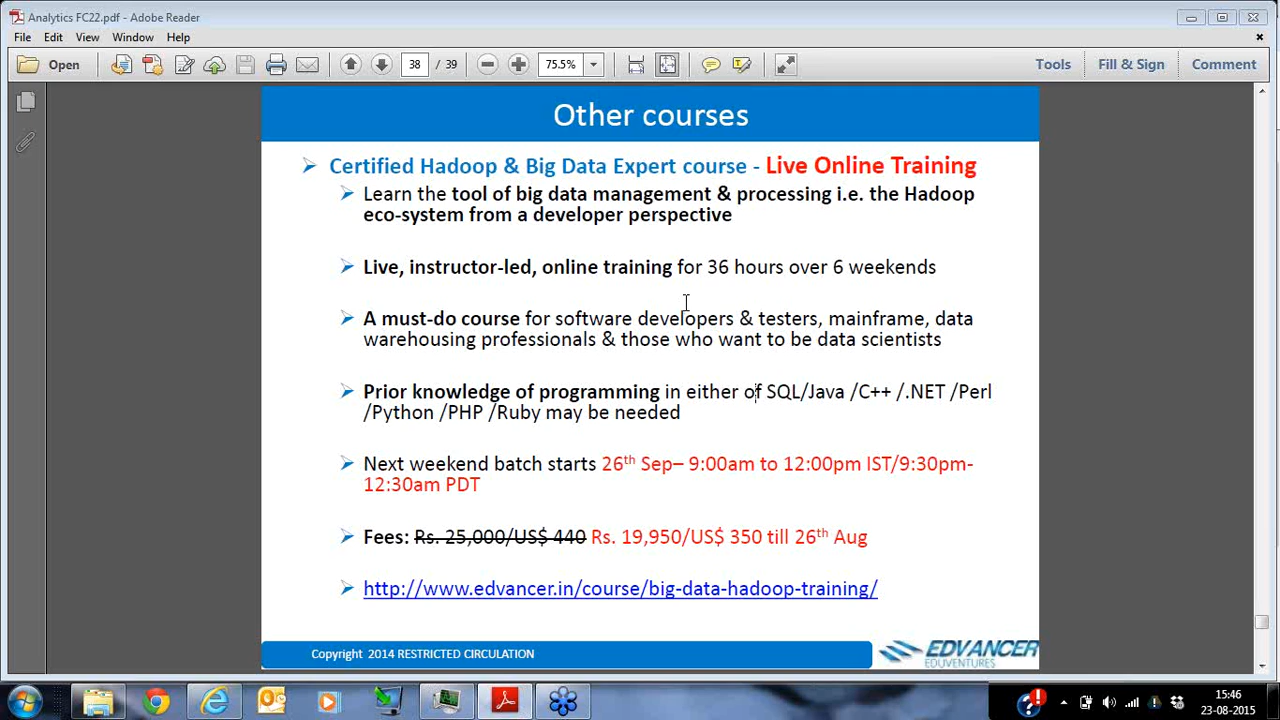 Analytics FC22.pdf - Adobe Reader
File Edit View Window Help
Open 38 / 39 75.5% Tools Fill & Sign Comment
Other courses
Certified Hadoop & Big Data Expert course - Live Online Training
Learn the tool of big data management & processing i.e. the Hadoop
eco-system from a developer perspective
Live, instructor-led, online training for 36 hours over 6 weekends
A must-do course for software developers & testers, mainframe, data
warehousing professionals & those who want to be data scientists
Prior knowledge of programming in either of SQL/Java /C++ /.NET /Perl
/Python /PHP /Ruby may be needed
Next weekend batch starts 26th Sep– 9:00am to 12:00pm IST/9:30pm-
12:30am PDT
Fees: Rs. 25,000/US$ 440 Rs. 19,950/US$ 350 till 26th Aug
http://www.edvancer.in/course/big-data-hadoop-training/
Copyright 2014 RESTRICTED CIRCULATION
EDVANCER
EDUVENTURES
15:46
23-08-2015